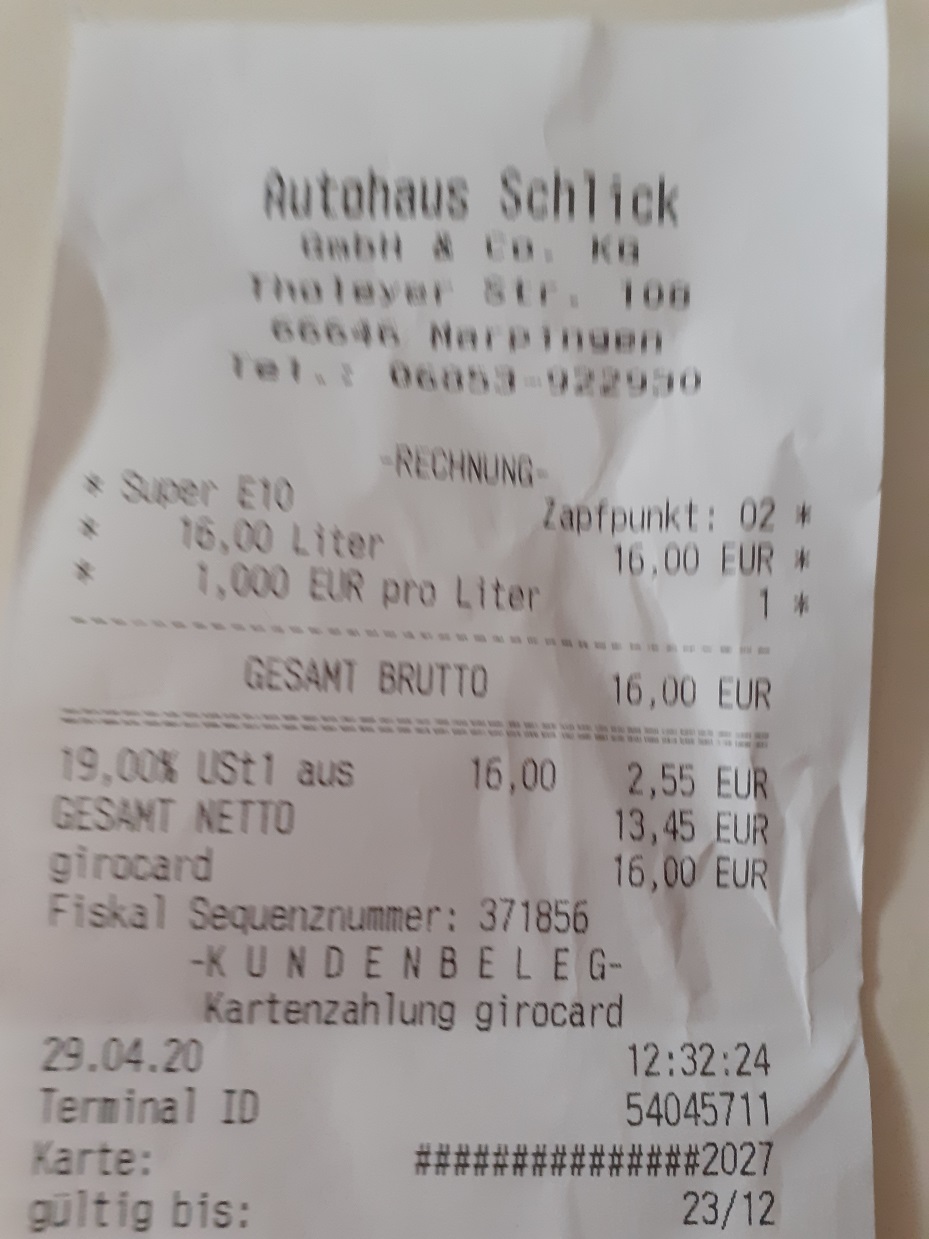 Autohaus Schlick
GmbH & Co. KG
Tholeyer Str. 100
66646 Marpingen
Tel.: 06853-922930
-RECHNUNG-
* Super E10 Zapfpunkt: 02 *
* 16,00 Liter 16,00 EUR *
* 1,000 EUR pro Liter 1 *
GESAMT BRUTTO 16,00 EUR
19,00% USt1 aus 16,00 2,55 EUR
GESAMT NETTO 13,45 EUR
girocard 16,00 EUR
Fiskal Sequenznummer: 371856
-K U N D E N B E L E G-
Kartenzahlung girocard
29.04.20 12:32:24
Terminal ID 54045711
Karte: ###############2027
gültig bis: 23/12